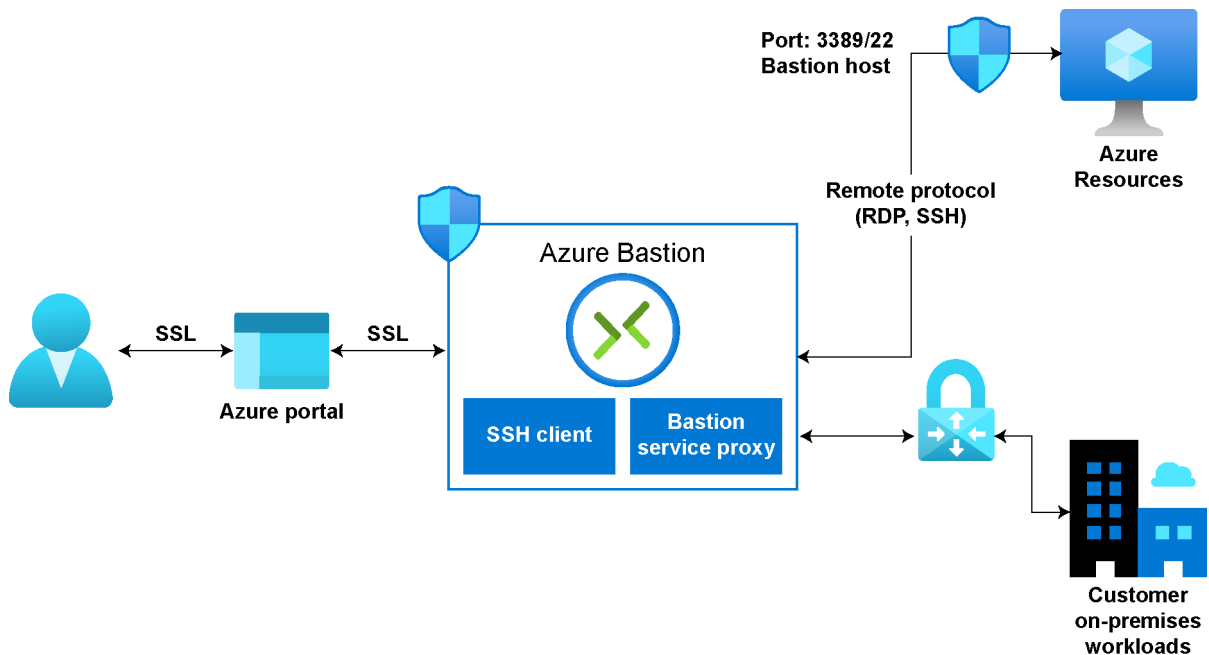 Port: 3389/22
Bastion host
Azure
Resources
Remote protocol
(RDP, SSH)
Azure Bastion
SSL
SSL
Azure portal
SSH client
Bastion
service proxy
Customer
on-premises
workloads